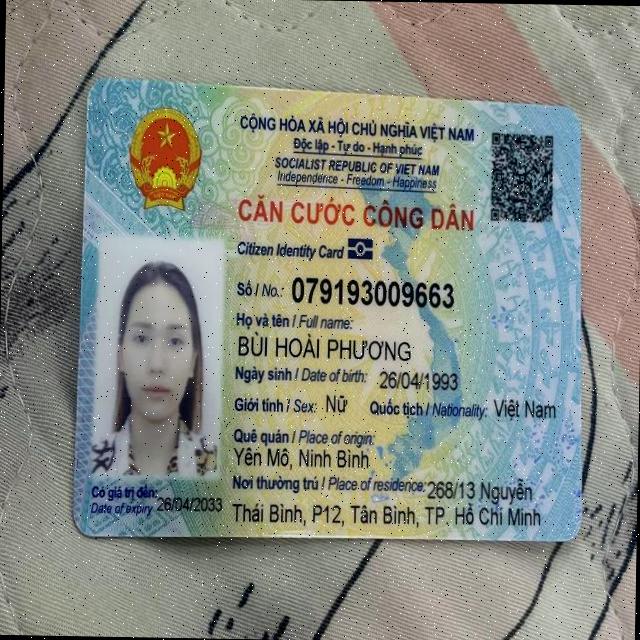 CỘNG HÒA XÃ HỘI CHỦ NGHĨA VIỆT NAM
Độc lập - Tự do - Hạnh phúc
SOCIALIST REPUBLIC OF VIET NAM
Independence - Freedom - Happiness
CĂN CƯỚC CÔNG DÂN
Citizen Identity Card
Số / No.: 079193009663
Họ và tên / Full name:
BÙI HOÀI PHƯƠNG
Ngày sinh / Date of birth: 26/04/1993
Giới tính / Sex: Nữ Quốc tịch / Nationality: Việt Nam
Quê quán / Place of origin:
Yên Mô, Ninh Bình
Nơi thường trú / Place of residence: 268/13 Nguyễn
Thái Bình, P12, Tân Bình, TP. Hồ Chí Minh
Có giá trị đến: 26/04/2033
Date of expiry